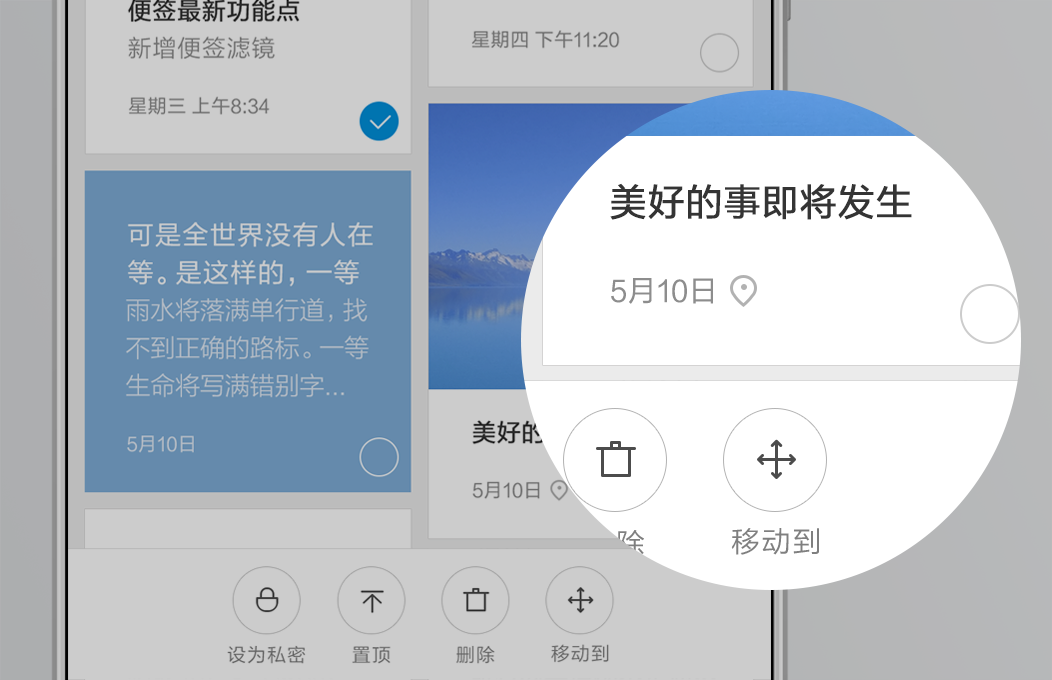 便签最新功能点
新增便签滤镜
星期三 上午8:34
可是全世界没有人在
等。是这样的，一等
雨水将落满单行道，找
不到正确的路标。一等
生命将写满错别字...
5月10日
星期四 下午11:20
美好的
5月10日
美好的事即将发生
5月10日
除
移动到
设为私密
置顶
删除
移动到